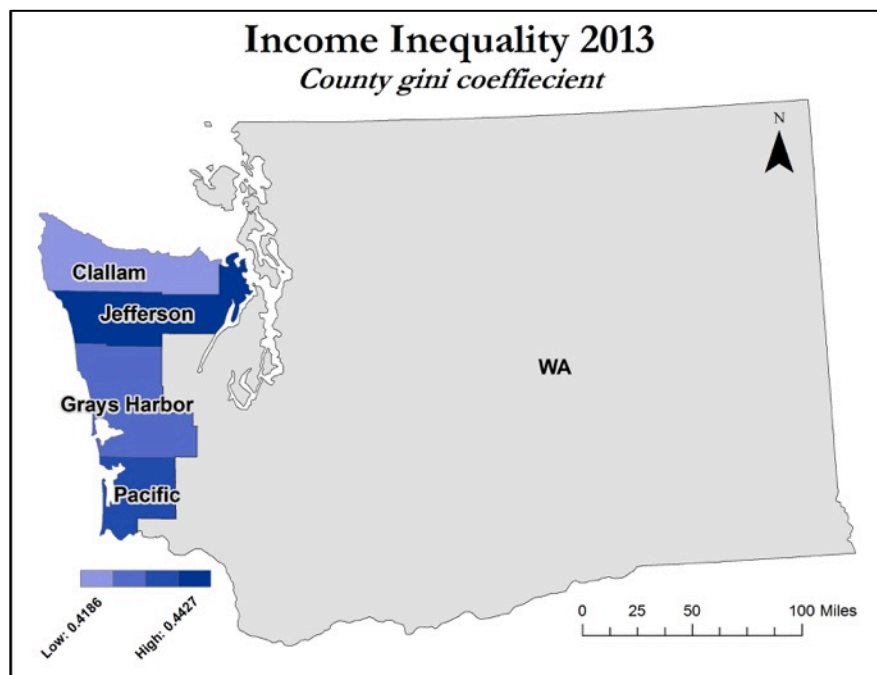 Income Inequality 2013
County gini coeffiecient
N
Clallam
Jefferson
WA
Grays Harbor
Pacific
Low: 0.4186
High: 0.4427
0 25 50 100 Miles